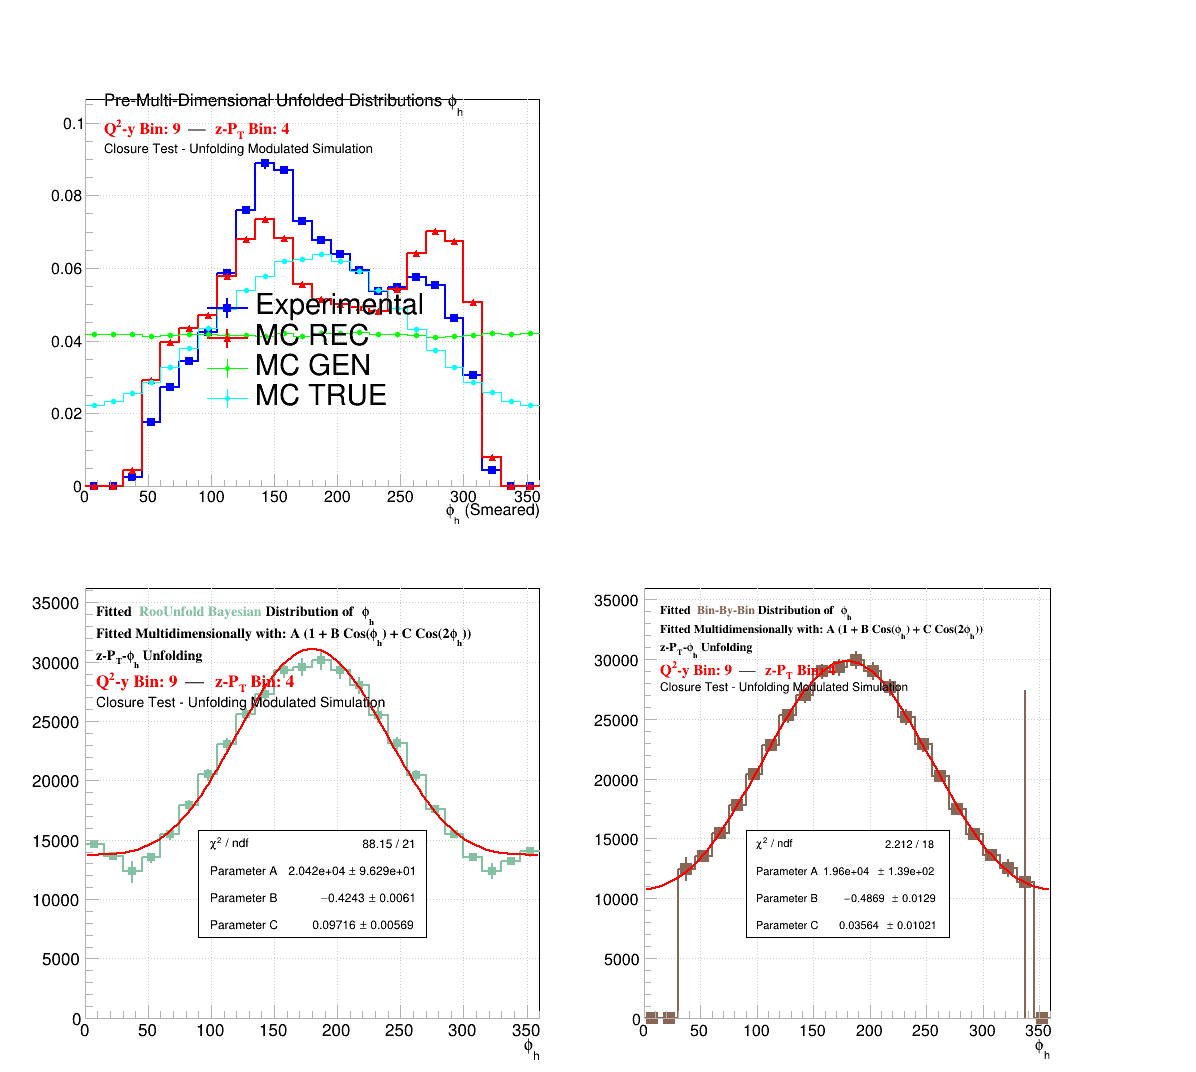 Pre-Multi-Dimensional Unfolded Distributions ϕh
Q2-y Bin: 9 — z-PT Bin: 4
Closure Test - Unfolding Modulated Simulation
0.1
0.08
0.06
0.04
0.02
0
Experimental
MC REC
MC GEN
MC TRUE
0 50 100 150 200 250 300 350
ϕh (Smeared)
Fitted RooUnfold Bayesian Distribution of ϕh
Fitted Multidimensionally with: A (1 + B Cos(ϕh) + C Cos(2ϕh))
z-PT-ϕh Unfolding
Q2-y Bin: 9 — z-PT Bin: 4
Closure Test - Unfolding Modulated Simulation
35000
30000
25000
20000
15000
10000
5000
0
χ2 / ndf 88.15 / 21
Parameter A 2.042e+04 ± 9.629e+01
Parameter B −0.4243 ± 0.0061
Parameter C 0.09716 ± 0.00569
0 50 100 150 200 250 300 350
ϕh
Fitted Bin-By-Bin Distribution of ϕh
Fitted Multidimensionally with: A (1 + B Cos(ϕh) + C Cos(2ϕh))
z-PT-ϕh Unfolding
Q2-y Bin: 9 — z-PT Bin:
Closure Test - Unfolding Modulated Simulation
35000
30000
25000
20000
15000
10000
5000
0
χ2 / ndf 2.212 / 18
Parameter A 1.96e+04 ± 1.39e+02
Parameter B −0.4869 ± 0.0129
Parameter C 0.03564 ± 0.01021
0 50 100 150 200 250 300 350
ϕh